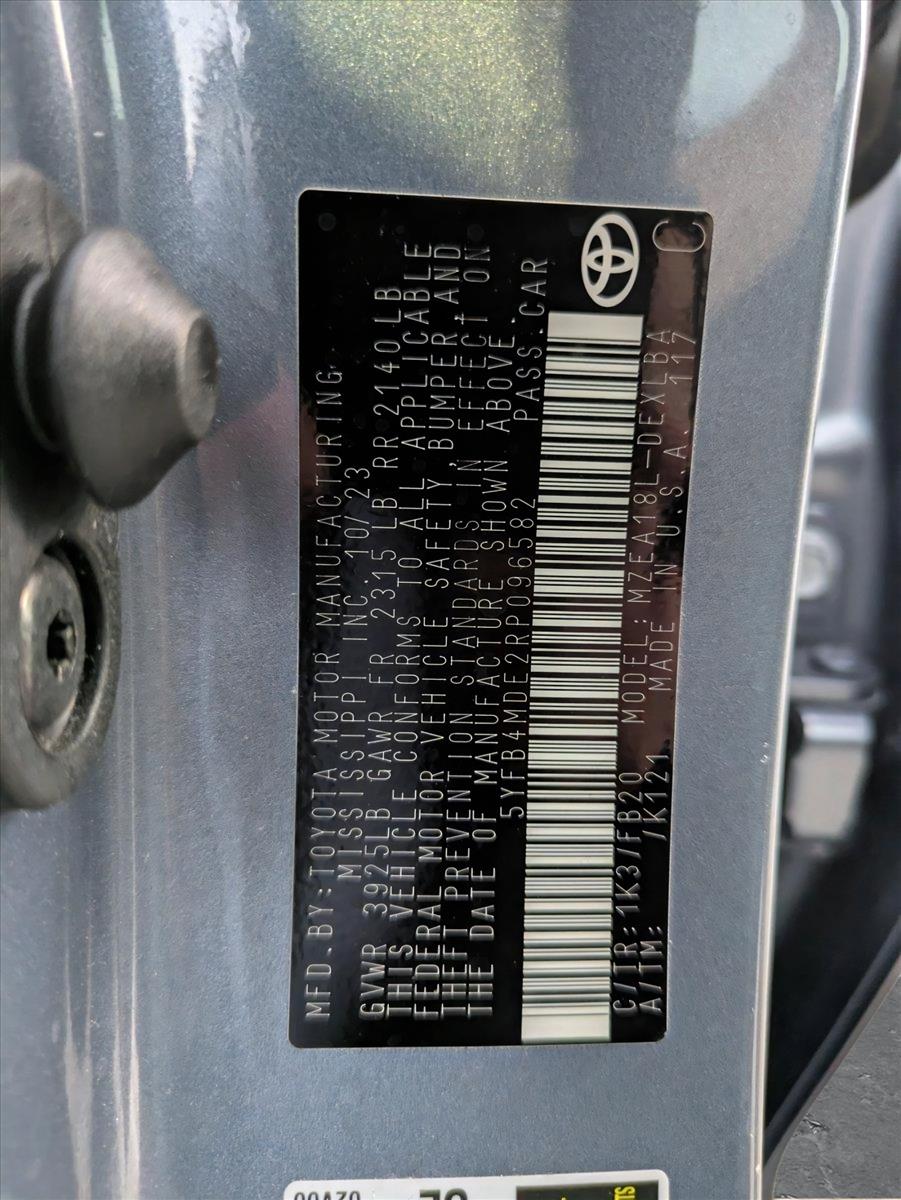 MFD.BY:TOYOTA MOTOR MANUFACTURING,
MISSISSIPPI INC.10/23
GVWR 3925LB GAWR FR 2315LB RR 2140LB
THIS VEHICLE CONFORMS TO ALL APPLICABLE
FEDERAL MOTOR VEHICLE SAFETY, BUMPER, AND
THEFT PREVENTION STANDARDS IN EFFECT ON
THE DATE OF MANUFACTURE SHOWN ABOVE.
5YFB4MDE2RP096582 PASS.CAR
C/TR:1K3/FB20 MODEL:MZEA18L-DEXLBA
A/TM: /K121 MADE IN U.S.A. 117 C